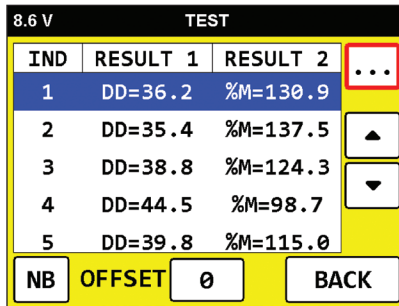 8.6 V TEST
IND RESULT 1 RESULT 2 ...
1 DD=36.2 %M=130.9
2 DD=35.4 %M=137.5
3 DD=38.8 %M=124.3
4 DD=44.5 %M=98.7
5 DD=39.8 %M=115.0
NB OFFSET 0 BACK